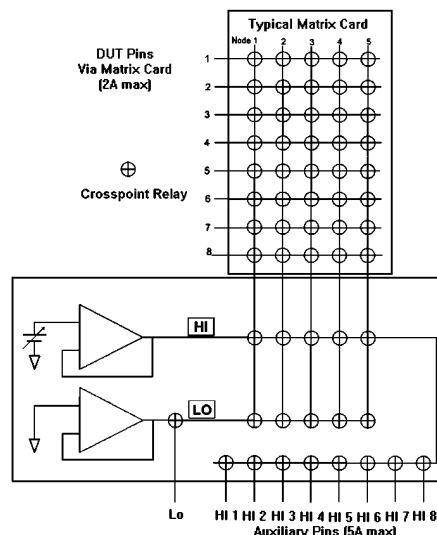 Typical Matrix Card
Node 1 2 3 4 5
DUT Pins
Via Matrix Card
(2A max)
1
2
3
4
5
6
7
8
Crosspoint Relay
HI
LO
Lo HI 1 HI 2 HI 3 HI 4 HI 5 HI 6 HI 7 HI 8
Auxiliary Pins (5A max)